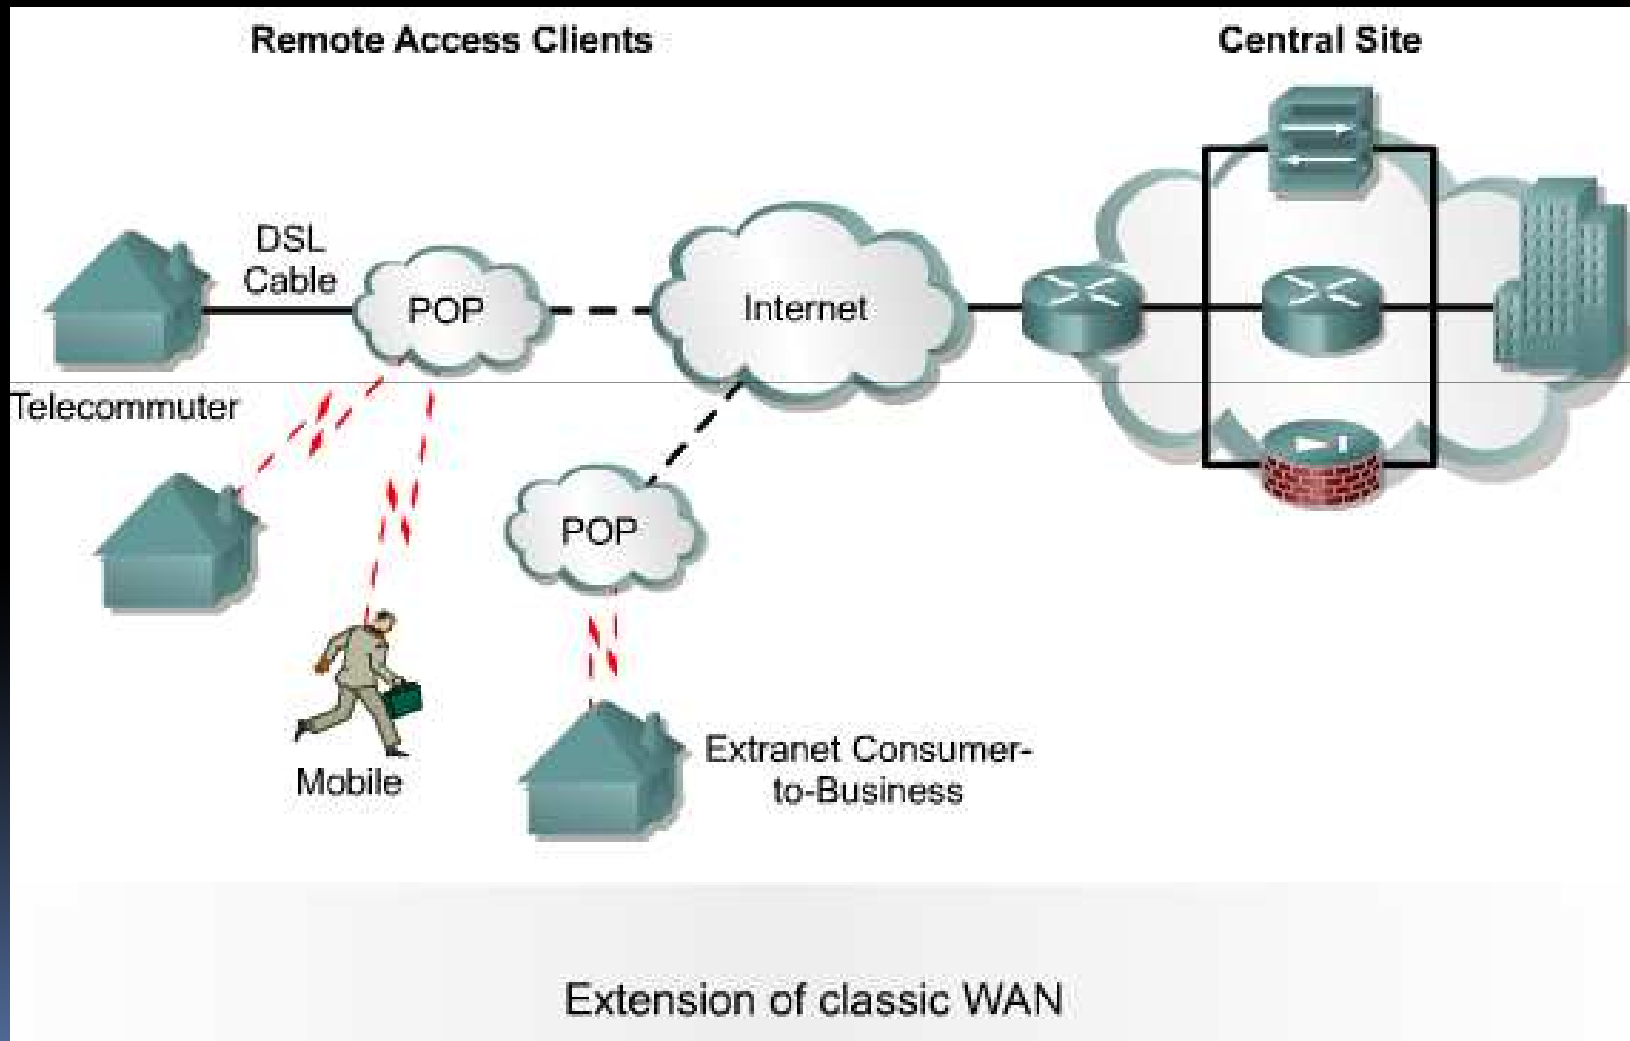 Remote Access Clients
Central Site
DSL
Cable
POP
Internet
Telecommuter
POP
Mobile
Extranet Consumer-
to-Business
Extension of classic WAN